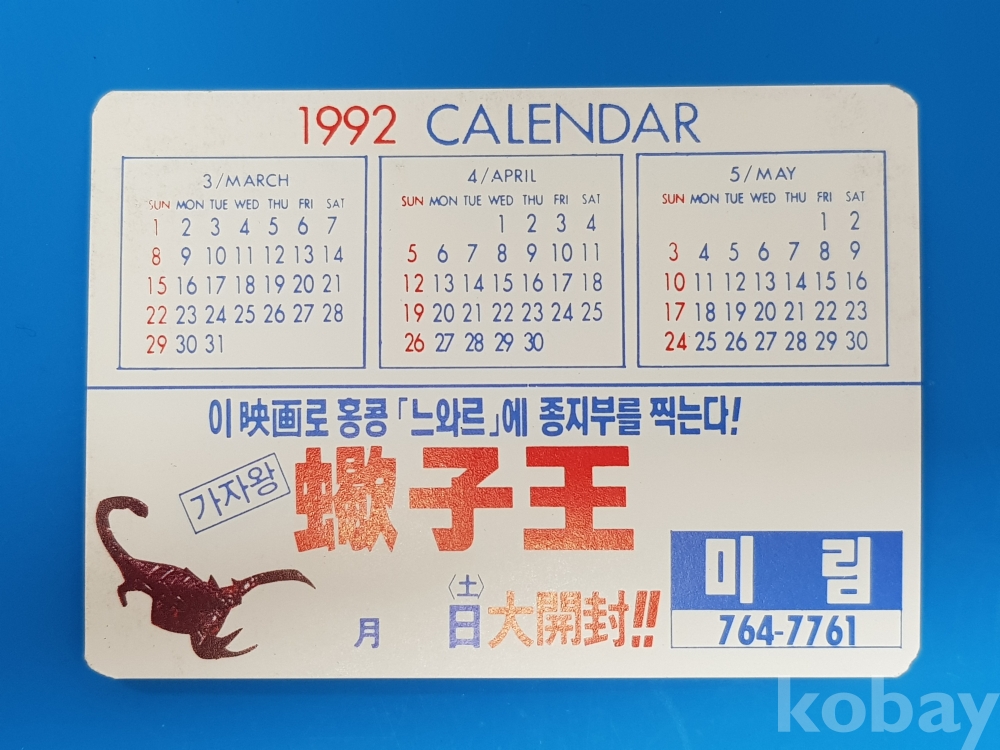 1992 CALENDAR
3/MARCH
SUN MON TUE WED THU FRI SAT
1 2 3 4 5 6 7
8 9 10 11 12 13 14
15 16 17 18 19 20 21
22 23 24 25 26 27 28
29 30 31
4/APRIL
SUN MON TUE WED THU FRI SAT
1 2 3 4
5 6 7 8 9 10 11
12 13 14 15 16 17 18
19 20 21 22 23 24 25
26 27 28 29 30
5/MAY
SUN MON TUE WED THU FRI SAT
1 2
3 4 5 6 7 8 9
10 11 12 13 14 15 16
17 18 19 20 21 22 23
24 25 26 27 28 29 30
이 映画로 홍콩 「느와르」에 종지부를 찍는다!
가자왕
蠍子王
月 日〈土〉大開封!!
미림
764-7761
kobay